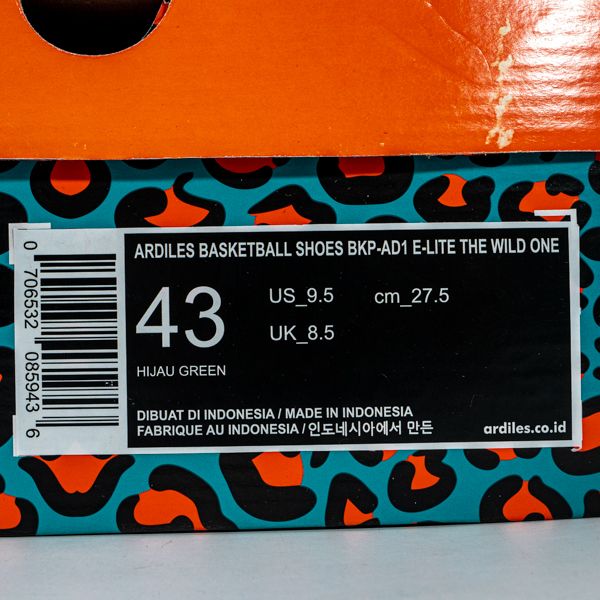 ARDILES BASKETBALL SHOES BKP-AD1 E-LITE THE WILD ONE
43
US_9.5 cm_27.5
UK_8.5
HIJAU GREEN
DIBUAT DI INDONESIA / MADE IN INDONESIA
FABRIQUE AU INDONESIA / 인도네시아에서 만든
ardiles.co.id
0 706532 085943 6